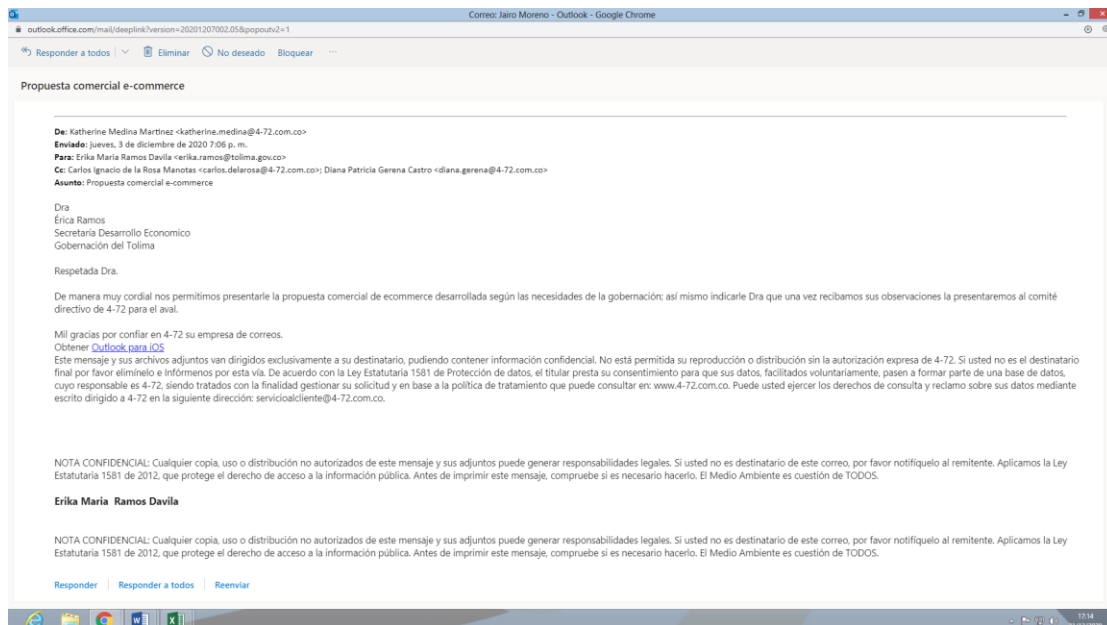 Correo: Jairo Moreno - Outlook - Google Chrome
outlook.office.com/mail/deeplink?version=20201207002.05&popoutv2=1
Responder a todos Eliminar No deseado Bloquear ...
Propuesta comercial e-commerce
De: Katherine Medina Martinez <katherine.medina@4-72.com.co>
Enviado: jueves, 3 de diciembre de 2020 7:06 p. m.
Para: Erika Maria Ramos Davila <erika.ramos@tolima.gov.co>
Cc: Carlos Ignacio de la Rosa Manotas <carlos.delarosa@4-72.com.co>; Diana Patricia Gerena Castro <diana.gerena@4-72.com.co>
Asunto: Propuesta comercial e-commerce
Dra
Érica Ramos
Secretaría Desarrollo Economico
Gobernación del Tolima
Respetada Dra.
De manera muy cordial nos permitimos presentarle la propuesta comercial de ecommerce desarrollada según las necesidades de la gobernación; así mismo indicarle Dra que una vez recibamos sus observaciones la presentaremos al comité
directivo de 4-72 para el aval.
Mil gracias por confiar en 4-72 su empresa de correos.
Obtener Outlook para iOS
Este mensaje y sus archivos adjuntos van dirigidos exclusivamente a su destinatario, pudiendo contener información confidencial. No está permitida su reproducción o distribución sin la autorización expresa de 4-72. Si usted no es el destinatario
final por favor elimínelo e Infórmenos por esta vía. De acuerdo con la Ley Estatutaria 1581 de Protección de datos, el titular presta su consentimiento para que sus datos, facilitados voluntariamente, pasen a formar parte de una base de datos,
cuyo responsable es 4-72, siendo tratados con la finalidad gestionar su solicitud y en base a la política de tratamiento que puede consultar en: www.4-72.com.co. Puede usted ejercer los derechos de consulta y reclamo sobre sus datos mediante
escrito dirigido a 4-72 en la siguiente dirección: servicioalcliente@4-72.com.co.
NOTA CONFIDENCIAL: Cualquier copia, uso o distribución no autorizados de este mensaje y sus adjuntos puede generar responsabilidades legales. Si usted no es destinatario de este correo, por favor notifíquelo al remitente. Aplicamos la Ley
Estatutaria 1581 de 2012, que protege el derecho de acceso a la información pública. Antes de imprimir este mensaje, compruebe si es necesario hacerlo. El Medio Ambiente es cuestión de TODOS.
Erika Maria Ramos Davila
NOTA CONFIDENCIAL: Cualquier copia, uso o distribución no autorizados de este mensaje y sus adjuntos puede generar responsabilidades legales. Si usted no es destinatario de este correo, por favor notifíquelo al remitente. Aplicamos la Ley
Estatutaria 1581 de 2012, que protege el derecho de acceso a la información pública. Antes de imprimir este mensaje, compruebe si es necesario hacerlo. El Medio Ambiente es cuestión de TODOS.
Responder Responder a todos Reenviar
17:14